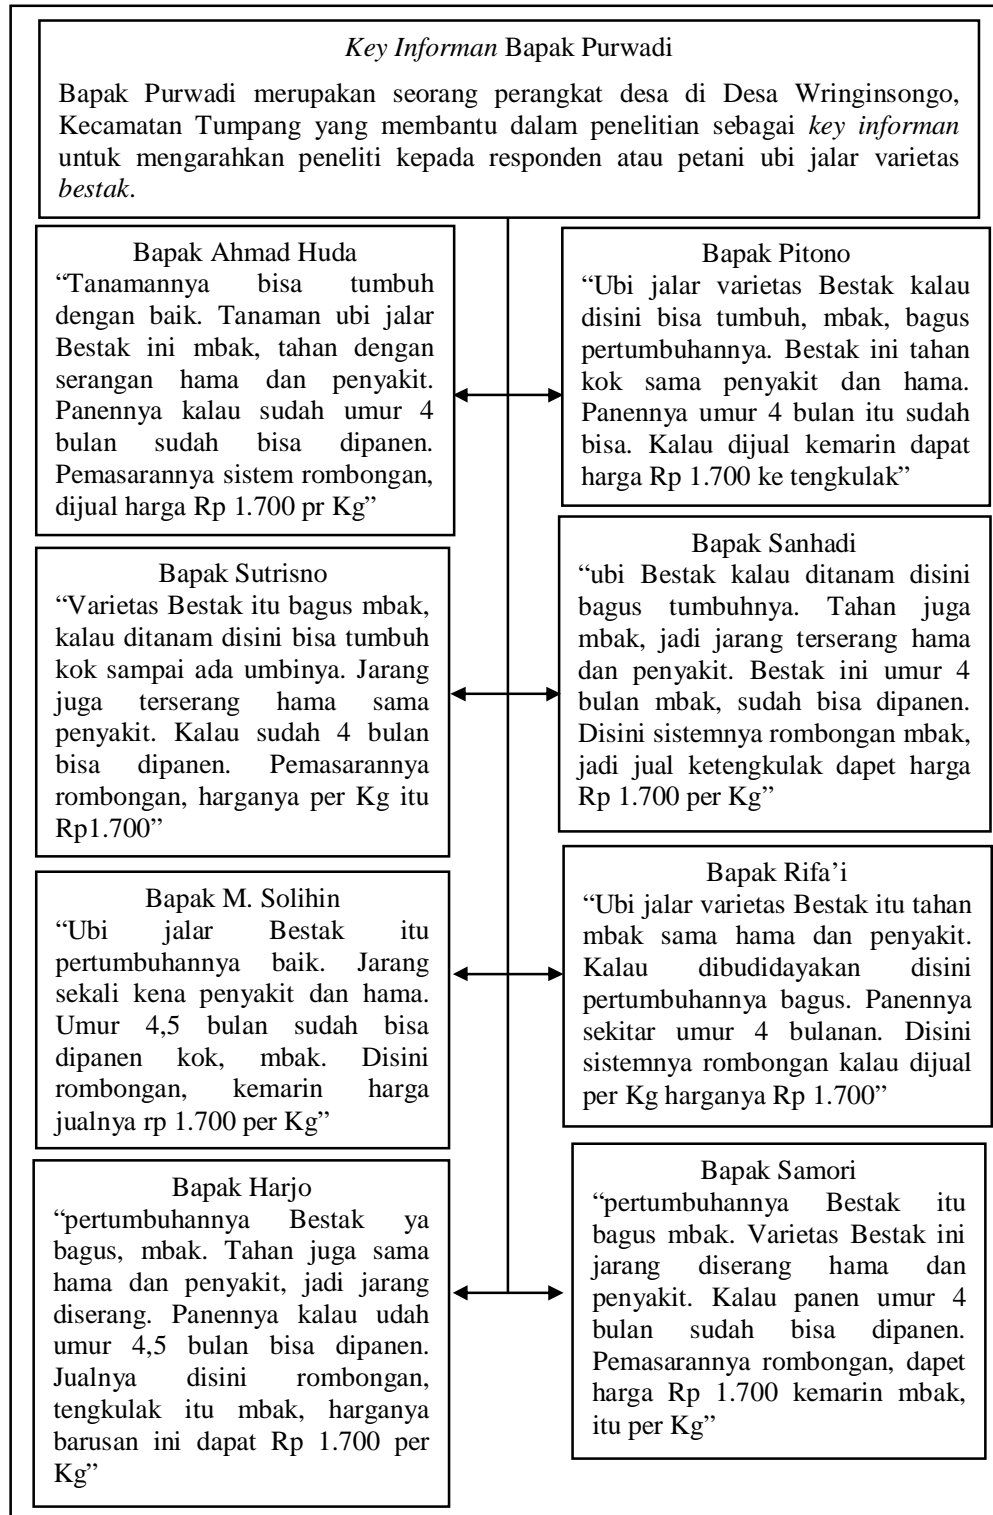 Key Informan Bapak Purwadi
Bapak Purwadi merupakan seorang perangkat desa di Desa Wringinsongo,
Kecamatan Tumpang yang membantu dalam penelitian sebagai key informan
untuk mengarahkan peneliti kepada responden atau petani ubi jalar varietas
bestak.
Bapak Ahmad Huda
“Tanamannya bisa tumbuh
dengan baik. Tanaman ubi jalar
Bestak ini mbak, tahan dengan
serangan hama dan penyakit.
Panennya kalau sudah umur 4
bulan sudah bisa dipanen.
Pemasarannya sistem rombongan,
dijual harga Rp 1.700 pr Kg”
Bapak Pitono
“Ubi jalar varietas Bestak kalau
disini bisa tumbuh, mbak, bagus
pertumbuhannya. Bestak ini tahan
kok sama penyakit dan hama.
Panennya umur 4 bulan itu sudah
bisa. Kalau dijual kemarin dapat
harga Rp 1.700 ke tengkulak”
Bapak Sutrisno
“Varietas Bestak itu bagus mbak,
kalau ditanam disini bisa tumbuh
kok sampai ada umbinya. Jarang
juga terserang hama sama
penyakit. Kalau sudah 4 bulan
bisa dipanen. Pemasarannya
rombongan, harganya per Kg itu
Rp1.700”
Bapak Sanhadi
“ubi Bestak kalau ditanam disini
bagus tumbuhnya. Tahan juga
mbak, jadi jarang terserang hama
dan penyakit. Bestak ini umur 4
bulan mbak, sudah bisa dipanen.
Disini sistemnya rombongan mbak,
jadi jual ketengkulak dapet harga
Rp 1.700 per Kg”
Bapak M. Solihin
“Ubi jalar Bestak itu
pertumbuhannya baik. Jarang
sekali kena penyakit dan hama.
Umur 4,5 bulan sudah bisa
dipanen kok, mbak. Disini
rombongan, kemarin harga
jualnya rp 1.700 per Kg”
Bapak Rifa’i
“Ubi jalar varietas Bestak itu tahan
mbak sama hama dan penyakit.
Kalau dibudidayakan disini
pertumbuhannya bagus. Panennya
sekitar umur 4 bulanan. Disini
sistemnya rombongan kalau dijual
per Kg harganya Rp 1.700”
Bapak Harjo
“pertumbuhannya Bestak ya
bagus, mbak. Tahan juga sama
hama dan penyakit, jadi jarang
diserang. Panennya kalau udah
umur 4,5 bulan bisa dipanen.
Jualnya disini rombongan,
tengkulak itu mbak, harganya
barusan ini dapat Rp 1.700 per
Kg”
Bapak Samori
“pertumbuhannya Bestak itu
bagus mbak. Varietas Bestak ini
jarang diserang hama dan
penyakit. Kalau panen umur 4
bulan sudah bisa dipanen.
Pemasarannya rombongan, dapet
harga Rp 1.700 kemarin mbak,
itu per Kg”